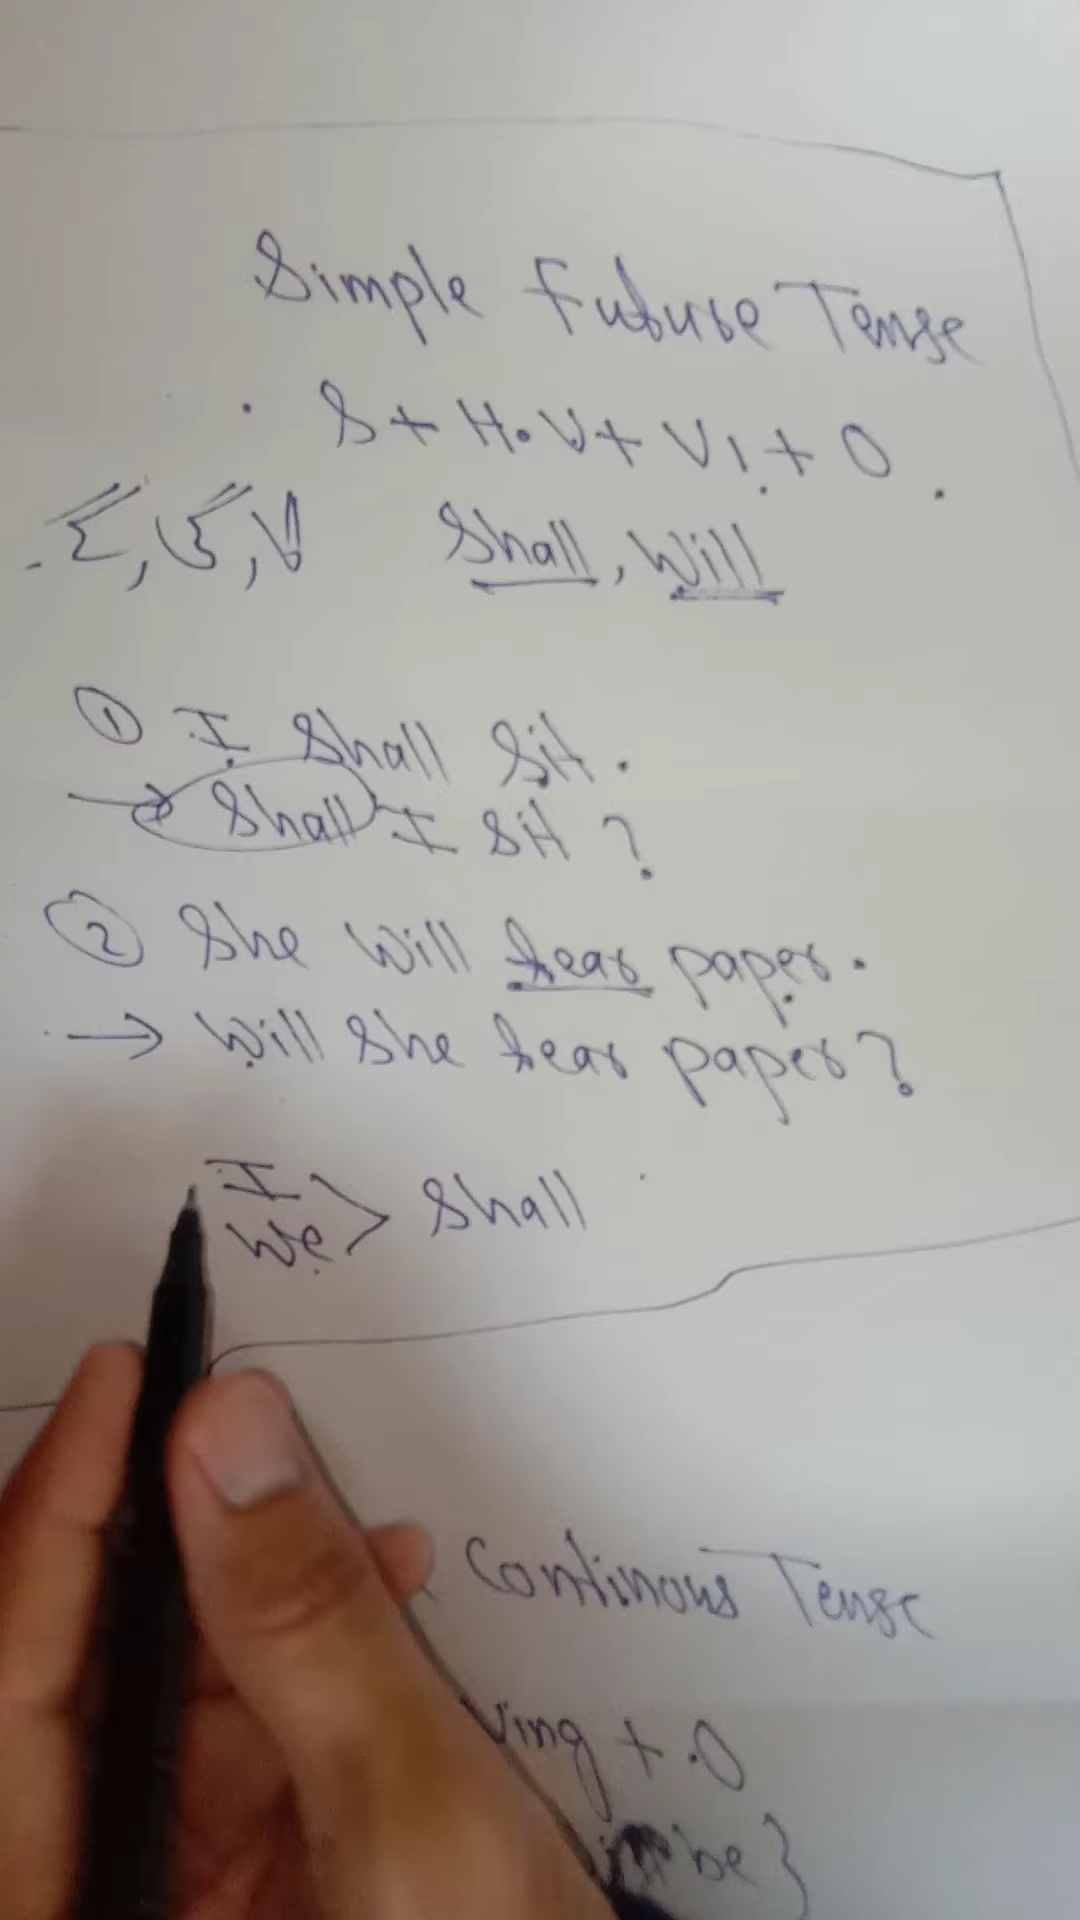 Simple Future Tense
S + H.V + V1 + O
Shall, Will
① I Shall Sit.
→ Shall I Sit ?
② She Will tear paper.
→ Will She tear paper?
I
We > Shall
Continous Tense
Ving + O
be }